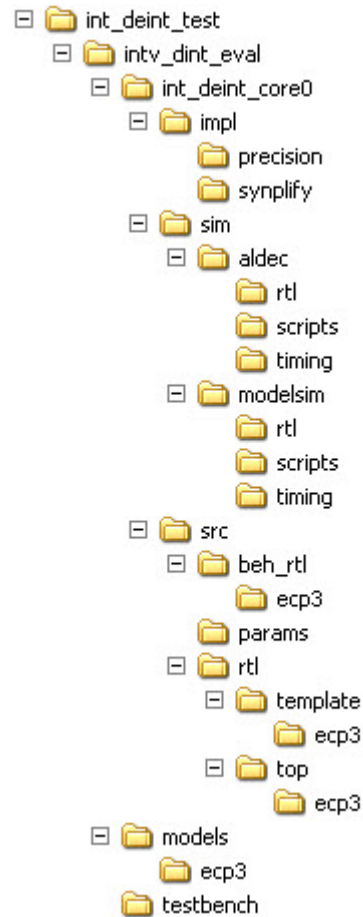 int_deint_test
intv_dint_eval
int_deint_core0
impl
precision
synplify
sim
aldec
rtl
scripts
timing
modelsim
rtl
scripts
timing
src
beh_rtl
ecp3
params
rtl
template
ecp3
top
ecp3
models
ecp3
testbench